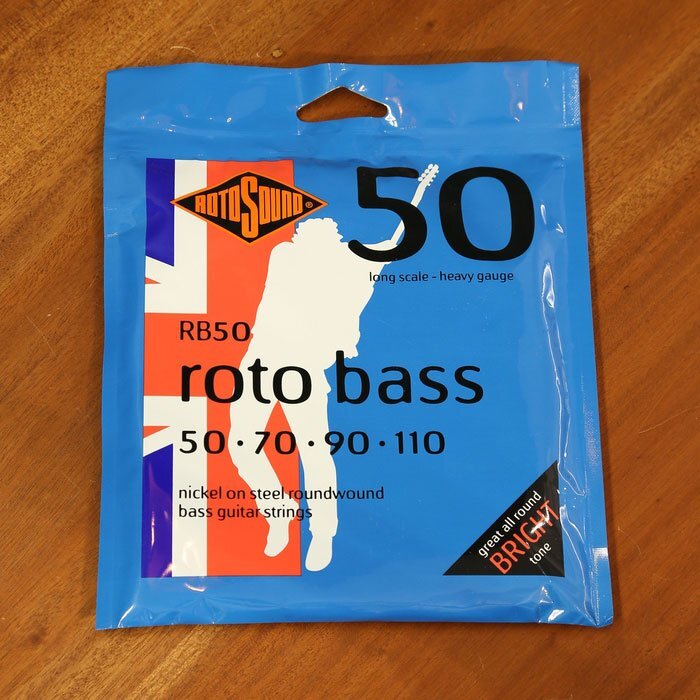 ROTOSOUND®
50
long scale - heavy gauge
RB50
roto bass
50 · 70 · 90 · 110
nickel on steel roundwound
bass guitar strings
great all round
BRIGHT
tone